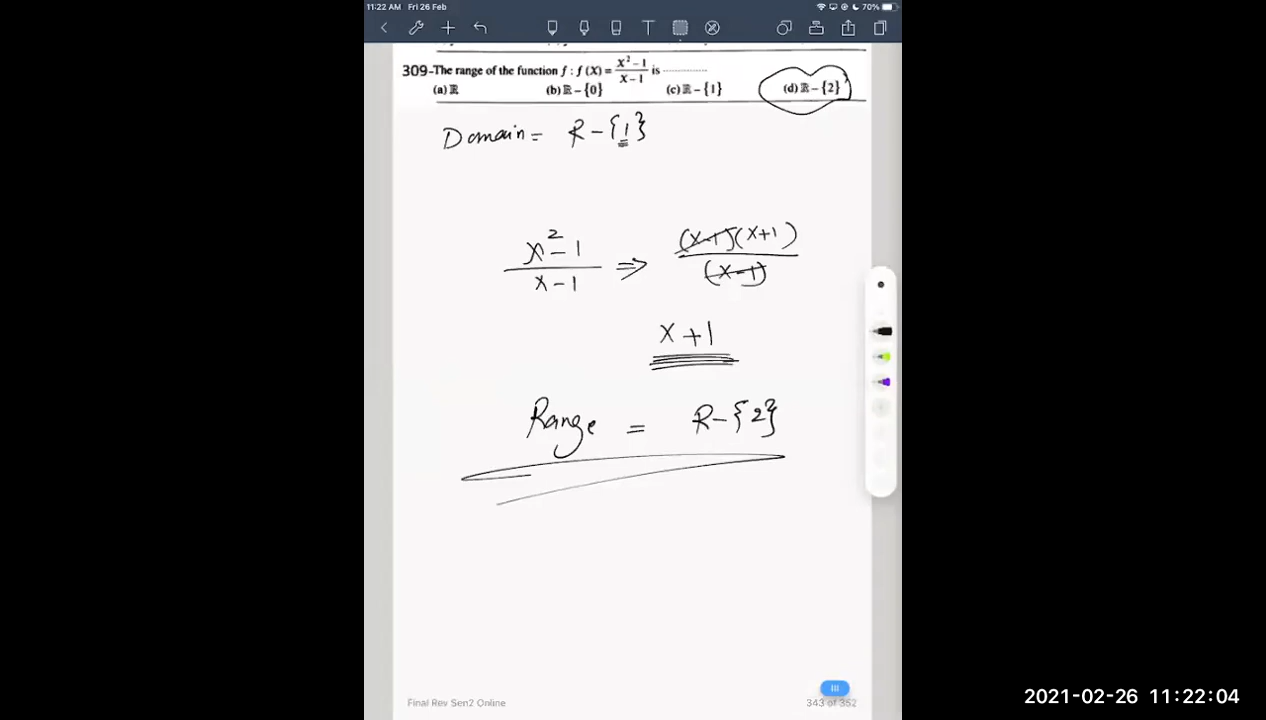 11:22 AM Fri 26 Feb 70%
309-The range of the function f : f (X) = X² – 1 / X – 1 is ............
(a) ℝ (b) ℝ – {0} (c) ℝ – {1} (d) ℝ – {2}
Domain = R – {1}
x² – 1 / x – 1 ⇒ (x-1)(x+1) / (x-1)
x + 1
Range = R – {2}
Final Rev Sen2 Online 343 of 352
2021-02-26 11:22:04